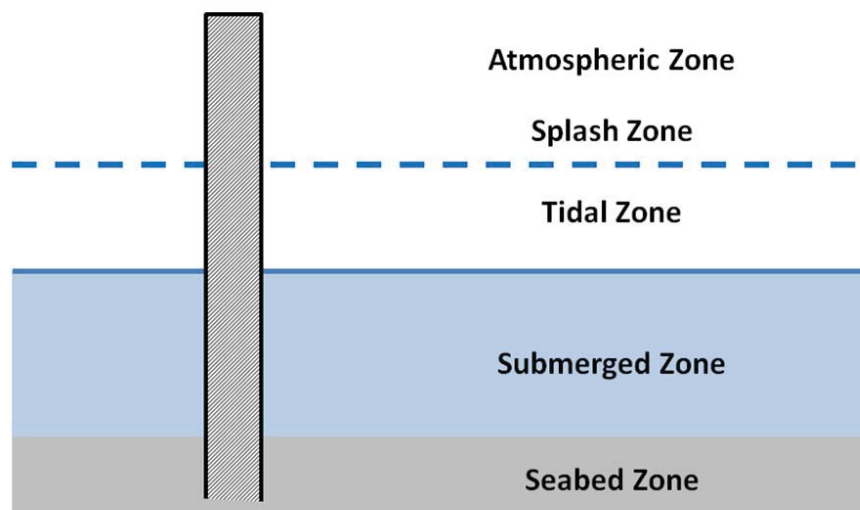 Atmospheric Zone
Splash Zone
Tidal Zone
Submerged Zone
Seabed Zone